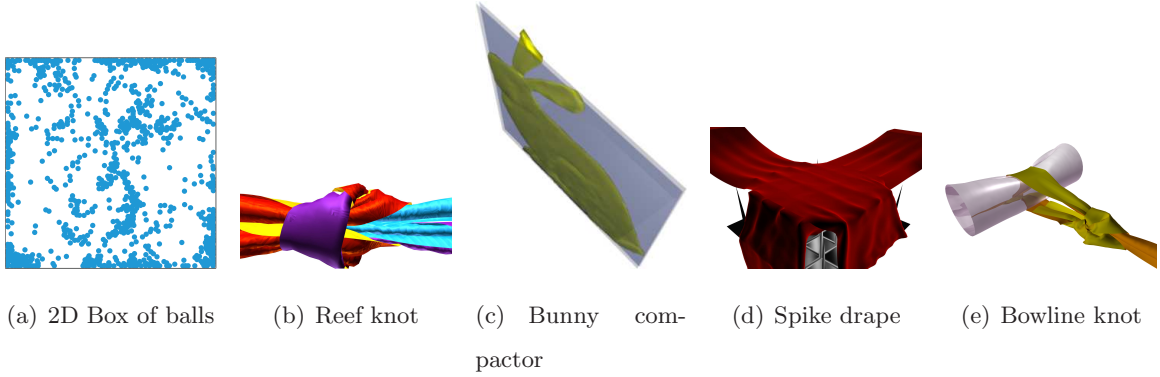 (a) 2D Box of balls
(b) Reef knot
(c) Bunny com-
pactor
(d) Spike drape
(e) Bowline knot